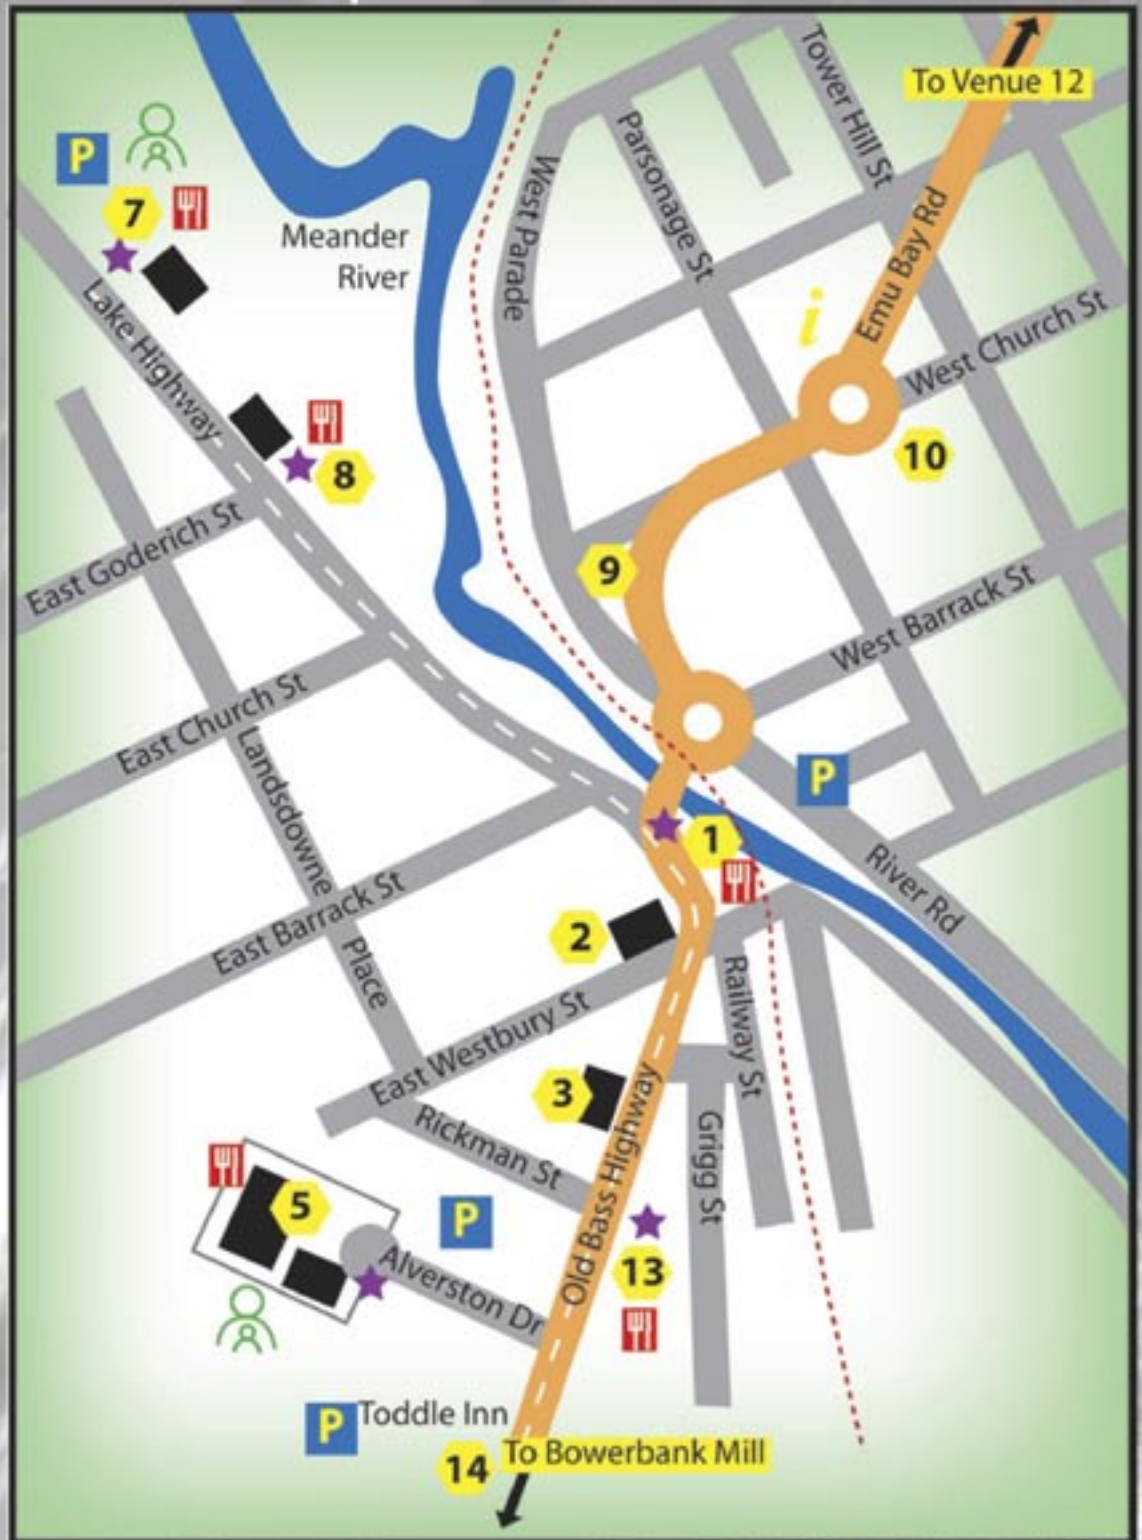 To Venue 12
Tower Hill St
Parsonage St
West Parade
Emu Bay Rd
P
7
Meander
River
i
West Church St
Lake Highway
8
10
East Goderich St
9
West Barrack St
East Church St
P
Landsdowne
Place
1
River Rd
East Barrack St
2
Railway St
East Westbury St
3
Rickman St
Grigg St
Old Bass Highway
5
P
13
Alverston Dr
P
Toddle Inn
14
To Bowerbank Mill